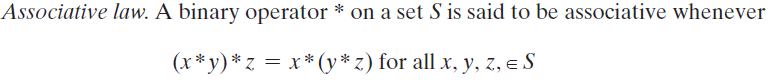 Associative law. A binary operator * on a set S is said to be associative whenever
(x * y) * z = x * (y * z) for all x, y, z, ∈ S